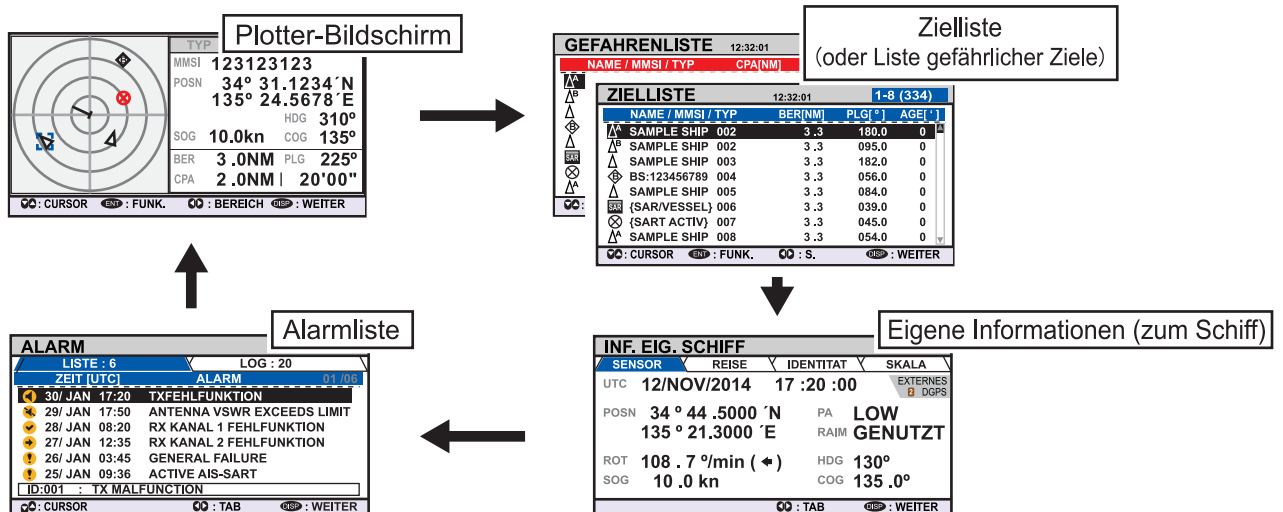 Plotter-Bildschirm
TYP
MMSI 123123123
POSN 34° 31.1234´N
135° 24.5678´E
HDG 310°
SOG 10.0kn COG 135°
BER 3 .0NM PLG 225°
CPA 2 .0NM | 20'00"
: CURSOR ENT : FUNK. : BEREICH DISP : WEITER
Zielliste
(oder Liste gefährlicher Ziele)
GEFAHRENLISTE 12:32:01
NAME / MMSI / TYP CPA[NM]
ZIELLISTE 12:32:01 1-8 (334)
NAME / MMSI / TYP BER[NM] PLG[ ° ] AGE[ ' ]
A SAMPLE SHIP 002 3 .3 180.0 0
B SAMPLE SHIP 002 3 .3 095.0 0
SAMPLE SHIP 003 3 .3 182.0 0
B BS:123456789 004 3 .3 056.0 0
SAMPLE SHIP 005 3 .3 084.0 0
SAR {SAR/VESSEL} 006 3 .3 039.0 0
{SART ACTIV} 007 3 .3 045.0 0
A SAMPLE SHIP 008 3 .3 054.0 0
: CURSOR ENT : FUNK. : S. DISP : WEITER
Alarmliste
ALARM
LISTE : 6 LOG : 20
ZEIT [UTC] ALARM 01 /06
30/ JAN 17:20 TXFEHLFUNKTION
29/ JAN 17:50 ANTENNA VSWR EXCEEDS LIMIT
28/ JAN 08:20 RX KANAL 1 FEHLFUNKTION
27/ JAN 12:35 RX KANAL 2 FEHLFUNKTION
26/ JAN 03:45 GENERAL FAILURE
25/ JAN 09:36 ACTIVE AIS-SART
ID:001 : TX MALFUNCTION
: CURSOR : TAB DISP : WEITER
Eigene Informationen (zum Schiff)
INF. EIG. SCHIFF
SENSOR REISE IDENTITAT SKALA
UTC 12/NOV/2014 17 :20 :00 EXTERNES
2 DGPS
POSN 34 ° 44 .5000 ´N PA LOW
135 ° 21.3000 ´E RAIM GENUTZT
ROT 108 . 7 °/min ( ) HDG 130°
SOG 10 .0 kn COG 135 .0°
: TAB DISP : WEITER